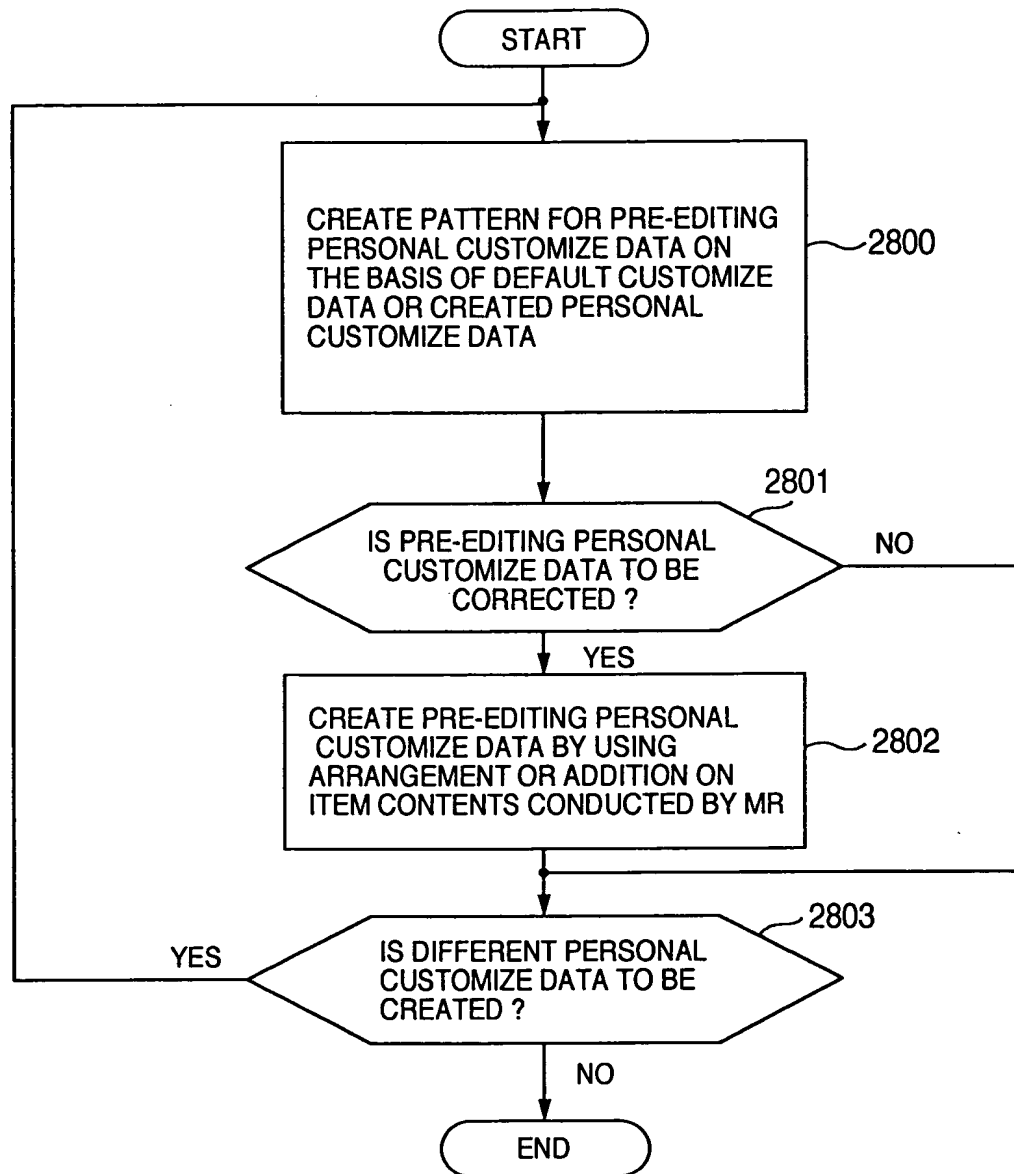 START
CREATE PATTERN FOR PRE-EDITING
PERSONAL CUSTOMIZE DATA ON
THE BASIS OF DEFAULT CUSTOMIZE
DATA OR CREATED PERSONAL
CUSTOMIZE DATA
2800
2801
IS PRE-EDITING PERSONAL
CUSTOMIZE DATA TO BE
CORRECTED ?
NO
YES
CREATE PRE-EDITING PERSONAL
CUSTOMIZE DATA BY USING
ARRANGEMENT OR ADDITION ON
ITEM CONTENTS CONDUCTED BY MR
2802
2803
YES
IS DIFFERENT PERSONAL
CUSTOMIZE DATA TO BE
CREATED ?
NO
END